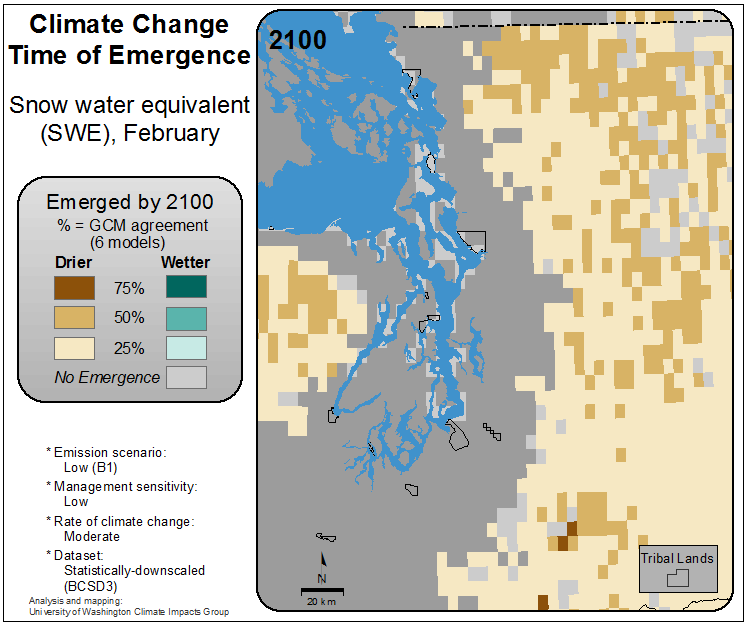 Climate Change
Time of Emergence
Snow water equivalent
(SWE), February
Emerged by 2100
% = GCM agreement
(6 models)
Drier Wetter
75%
50%
25%
No Emergence
* Emission scenario:
Low (B1)
* Management sensitivity:
Low
* Rate of climate change:
Moderate
* Dataset:
Statistically-downscaled
(BCSD3)
Analysis and mapping:
University of Washington Climate Impacts Group
2100
N
20 km
Tribal Lands